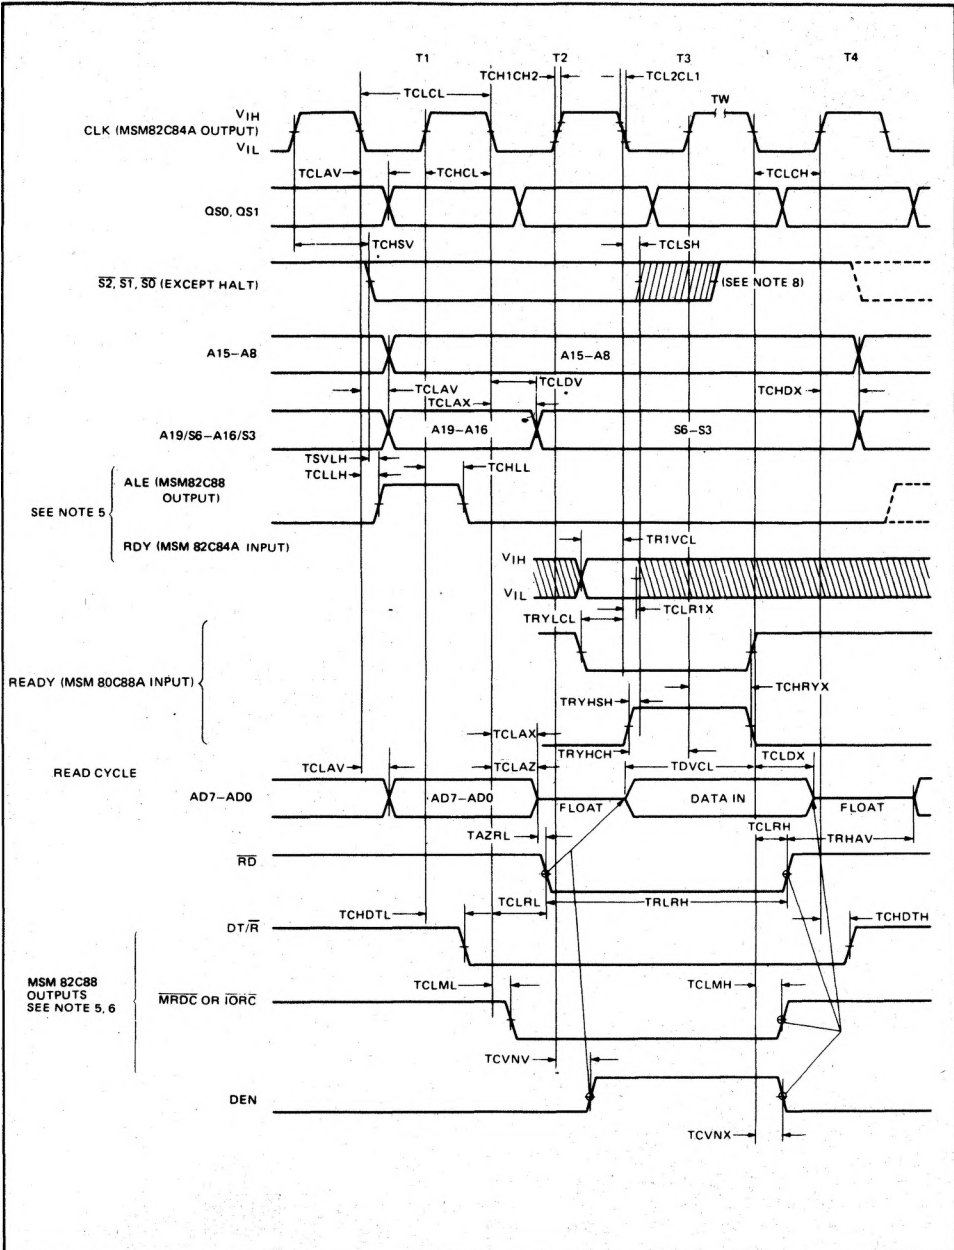 T1
T2
T3
T4
TCH1CH2
TCL2CL1
TCLCL
TW
VIH
CLK (MSM82C84A OUTPUT)
VIL
TCLAV
TCHCL
TCLCH
QS0, QS1
TCHSV
TCLSH
S2, S1, S0 (EXCEPT HALT)
(SEE NOTE 8)
A15-A8
A15-A8
TCLAV
TCLDV
TCHDX
TCLAX
A19/S6-A16/S3
A19-A16
S6-S3
TSVLH
TCLLH
TCHLL
ALE (MSM82C88
OUTPUT)
SEE NOTE 5
RDY (MSM 82C84A INPUT)
TR1VCL
VIH
VIL
TCLR1X
TRYLCL
READY (MSM 80C88A INPUT)
TCHRYX
TRYHSH
TCLAX
TRYHCH
READ CYCLE
TCLAV
TCLAZ
TDVCL
TCLDX
AD7-AD0
AD7-AD0
FLOAT
DATA IN
FLOAT
TAZRL
TCLRH
TRHAV
RD
TCLRL
TRLRH
TCHDTL
TCHDTH
DT/R
MSM 82C88
OUTPUTS
SEE NOTE 5, 6
TCLML
TCLMH
MRDC OR IORC
TCVNV
DEN
TCVNX